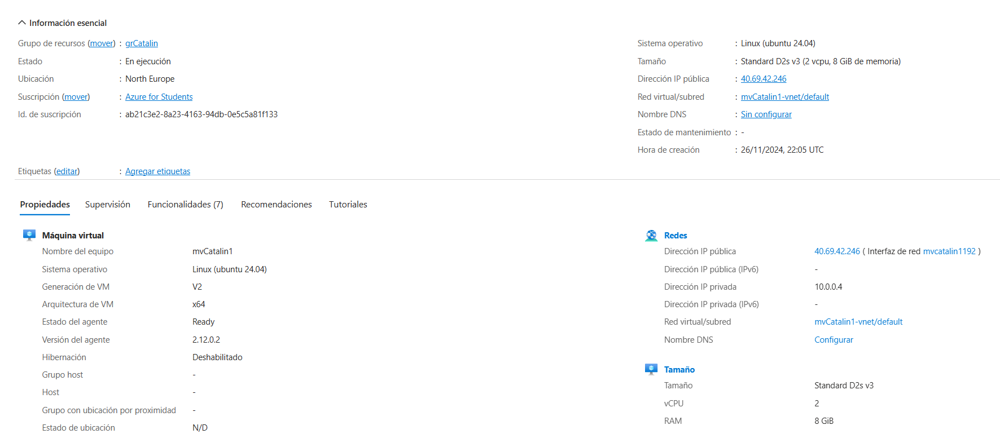 Información esencial
Grupo de recursos (mover) : grCatalin
Estado : En ejecución
Ubicación : North Europe
Suscripción (mover) : Azure for Students
Id. de suscripción : ab21c3e2-8a23-4163-94db-0e5c5a81f133
Sistema operativo : Linux (ubuntu 24.04)
Tamaño : Standard D2s v3 (2 vcpu, 8 GiB de memoria)
Dirección IP pública : 40.69.42.246
Red virtual/subred : mvCatalin1-vnet/default
Nombre DNS : Sin configurar
Estado de mantenimiento : -
Hora de creación : 26/11/2024, 22:05 UTC
Etiquetas (editar) : Agregar etiquetas
Propiedades Supervisión Funcionalidades (7) Recomendaciones Tutoriales
Máquina virtual
Nombre del equipo mvCatalin1
Sistema operativo Linux (ubuntu 24.04)
Generación de VM V2
Arquitectura de VM x64
Estado del agente Ready
Versión del agente 2.12.0.2
Hibernación Deshabilitado
Grupo host -
Host -
Grupo con ubicación por proximidad -
Estado de ubicación N/D
Redes
Dirección IP pública 40.69.42.246 ( Interfaz de red mvcatalin1192 )
Dirección IP pública (IPv6) -
Dirección IP privada 10.0.0.4
Dirección IP privada (IPv6) -
Red virtual/subred mvCatalin1-vnet/default
Nombre DNS Configurar
Tamaño
Tamaño Standard D2s v3
vCPU 2
RAM 8 GiB